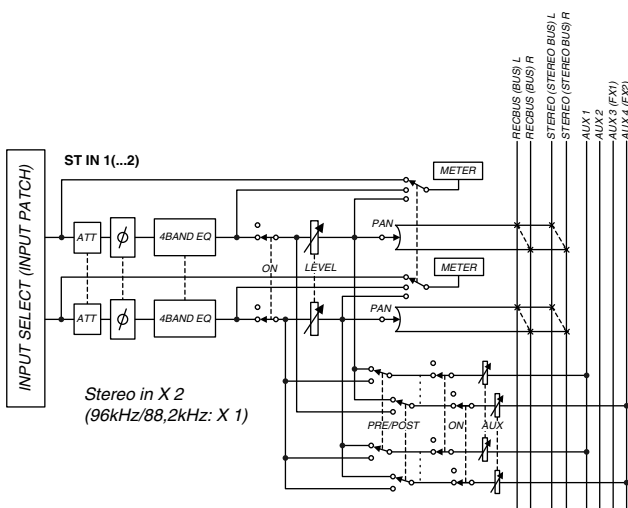 RECBUS (BUS) L
RECBUS (BUS) R
STEREO (STEREO BUS) L
STEREO (STEREO BUS) R
AUX 1
AUX 2
AUX 3 (FX1)
AUX 4 (FX2)
INPUT SELECT (INPUT PATCH)
ST IN 1(...2)
METER
ATT
ϕ
4BAND EQ
ON
LEVEL
PAN
METER
ATT
ϕ
4BAND EQ
PAN
Stereo in X 2
(96kHz/88,2kHz: X 1)
PRE/POST
ON
AUX